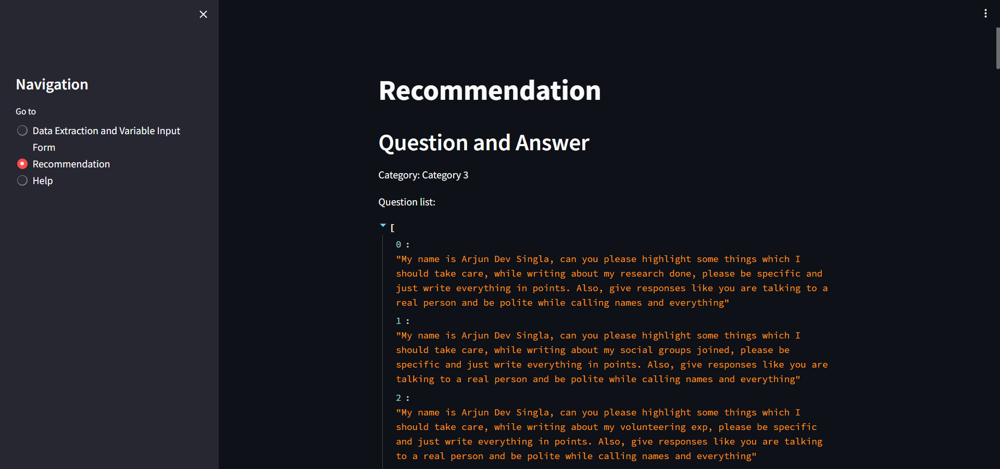 Navigation
Go to
Data Extraction and Variable Input
Form
Recommendation
Help
Recommendation
Question and Answer
Category: Category 3
Question list:
[
0 :
"My name is Arjun Dev Singla, can you please highlight some things which I
should take care, while writing about my research done, please be specific and
just write everything in points. Also, give responses like you are talking to a
real person and be polite while calling names and everything"
1 :
"My name is Arjun Dev Singla, can you please highlight some things which I
should take care, while writing about my social groups joined, please be
specific and just write everything in points. Also, give responses like you are
talking to a real person and be polite while calling names and everything"
2 :
"My name is Arjun Dev Singla, can you please highlight some things which I
should take care, while writing about my volunteering exp, please be specific
and just write everything in points. Also, give responses like you are talking
to a real person and be polite while calling names and everything"